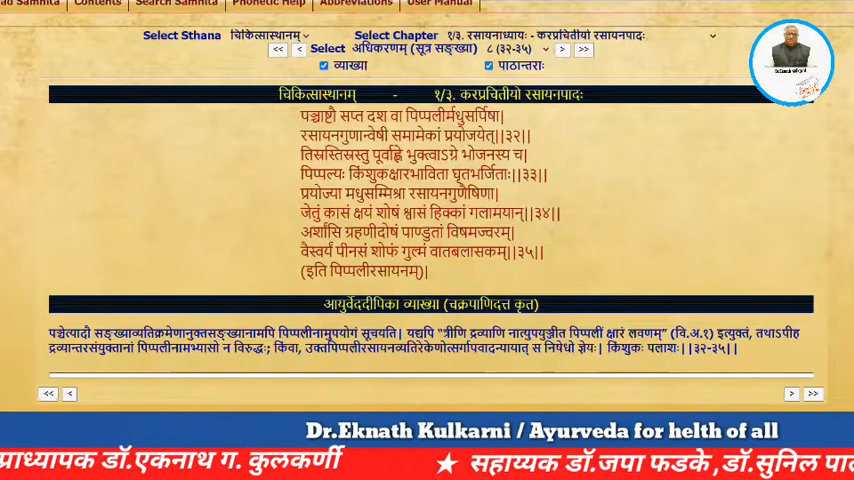 ad Samhita | Contents | Search Samhita | Phonetic Help | Abbreviations | User Manual |
Select Sthana चिकित्सास्थानम् Select Chapter १/३. रसायनाध्यायः - करप्रचितीयो रसायनपादः
<< < Select अधिकरणम् (सूत्र सङ्ख्या) ८ (३२-३५) > >>
व्याख्या पाठान्तराः
चिकित्सास्थानम् - १/३. करप्रचितीयो रसायनपादः
पञ्चाष्टौ सप्त दश वा पिप्पलीर्मधुसर्पिषा|
रसायनगुणान्वेषी समामेकां प्रयोजयेत्||३२||
तिस्रस्तिस्रस्तु पूर्वाह्णे भुक्त्वाऽग्रे भोजनस्य च|
पिप्पल्यः किंशुकक्षारभाविता घृतभर्जिताः||३३||
प्रयोज्या मधुसम्मिश्रा रसायनगुणैषिणा|
जेतुं कासं क्षयं शोषं श्वासं हिक्कां गलामयान्||३४||
अर्शांसि ग्रहणीदोषं पाण्डुतां विषमज्वरम्|
वैस्वर्यं पीनसं शोफं गुल्मं वातबलासकम्||३५||
(इति पिप्पलीरसायनम्)|
आयुर्वेददीपिका व्याख्या (चक्रपाणिदत्त कृत)
पञ्चेत्यादौ सङ्ख्याव्यतिक्रमेणानुक्तसङ्ख्यानामपि पिप्पलीनामुपयोगं सूचयति| यद्यपि “त्रीणि द्रव्याणि नात्युपयुञ्जीत पिप्पलीं क्षारं लवणम्” (वि.अ.१) इत्युक्तं, तथाऽपीह
द्रव्यान्तरसंयुक्तानां पिप्पलीनामभ्यासो न विरुद्धः; किंवा, उक्तपिप्पलीरसायनव्यतिरेकेणोत्सर्गापवादन्यायात् स निषेधो ज्ञेयः| किंशुकः पलाशः||३२-३५||
<< < > >>
Dr.Eknath Kulkarni / Ayurveda for helth of all
प्राध्यापक डॉ.एकनाथ ग. कुलकर्णी ★ सहाय्यक डॉ.जपा फडके ,डॉ.सुनिल पा